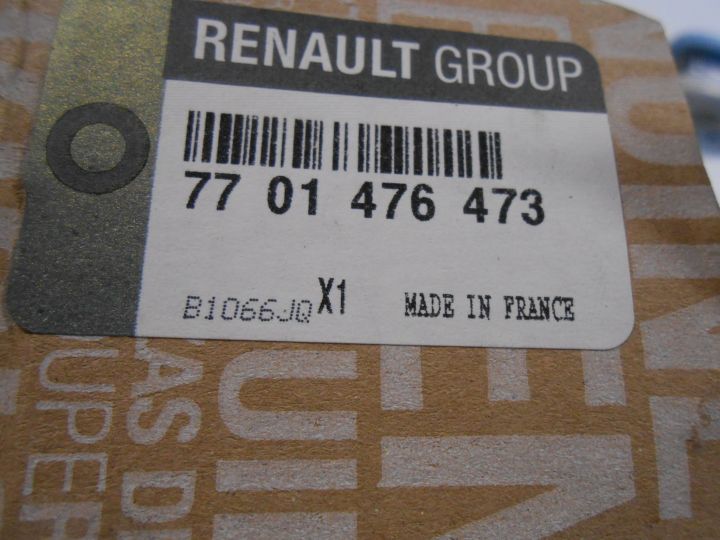 RENAULT GROUP
77 01 476 473
B1066JQ X1 MADE IN FRANCE